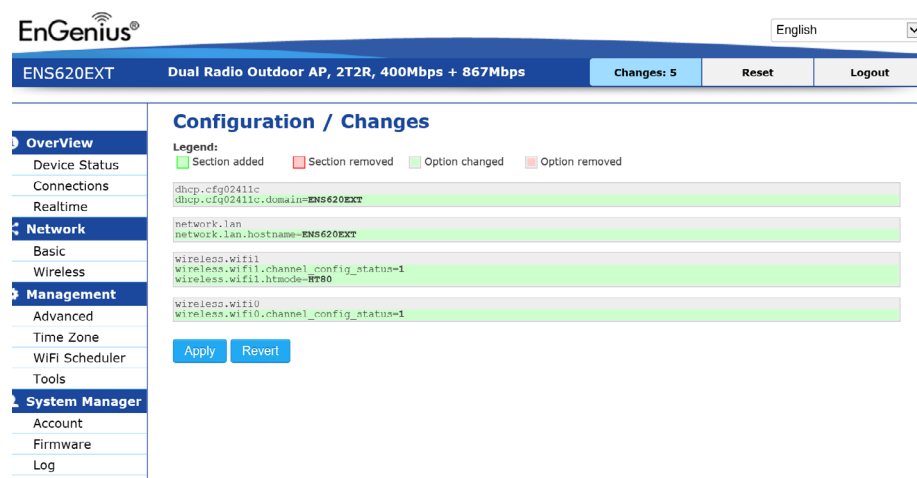 EnGenius®
English
ENS620EXT
Dual Radio Outdoor AP, 2T2R, 400Mbps + 867Mbps
Changes: 5
Reset
Logout
OverView
Device Status
Connections
Realtime
Network
Basic
Wireless
Management
Advanced
Time Zone
WiFi Scheduler
Tools
System Manager
Account
Firmware
Log
Configuration / Changes
Legend:
Section added Section removed Option changed Option removed
dhcp.cfg02411c
dhcp.cfg02411c.domain=ENS620EXT
network.lan
network.lan.hostname=ENS620EXT
wireless.wifi1
wireless.wifi1.channel_config_status=1
wireless.wifi1.htmode=HT80
wireless.wifi0
wireless.wifi0.channel_config_status=1
Apply Revert